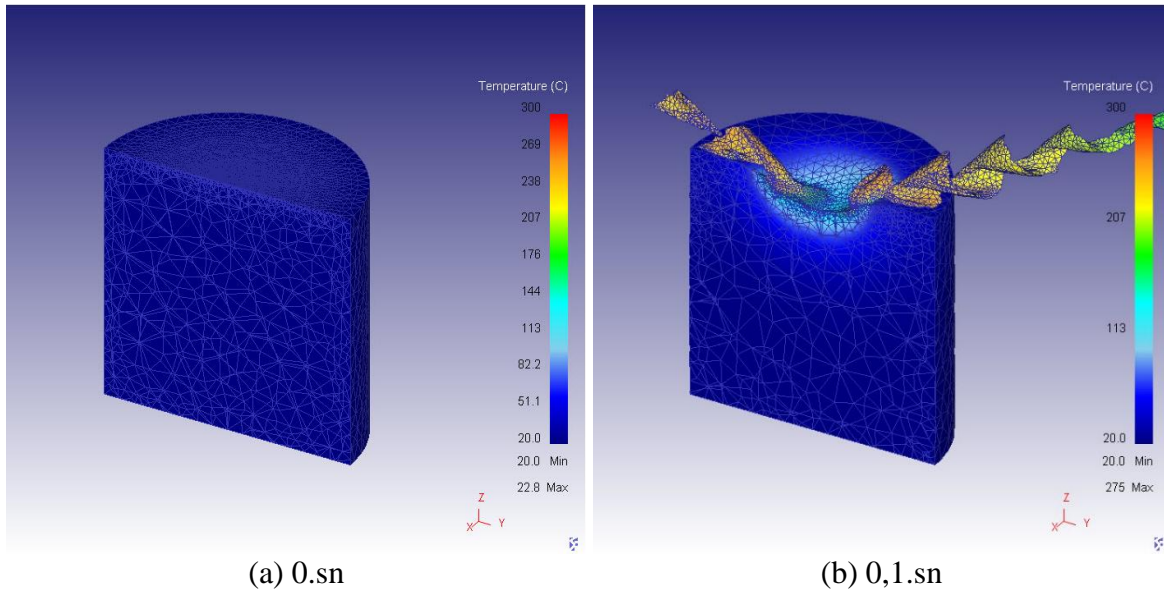 Temperature (C)
300
269
238
207
176
144
113
82.2
51.1
20.0
20.0 Min
22.8 Max
Z
X
Y
(a) 0.sn
Temperature (C)
300
207
113
20.0
20.0 Min
275 Max
Z
X
Y
(b) 0,1.sn